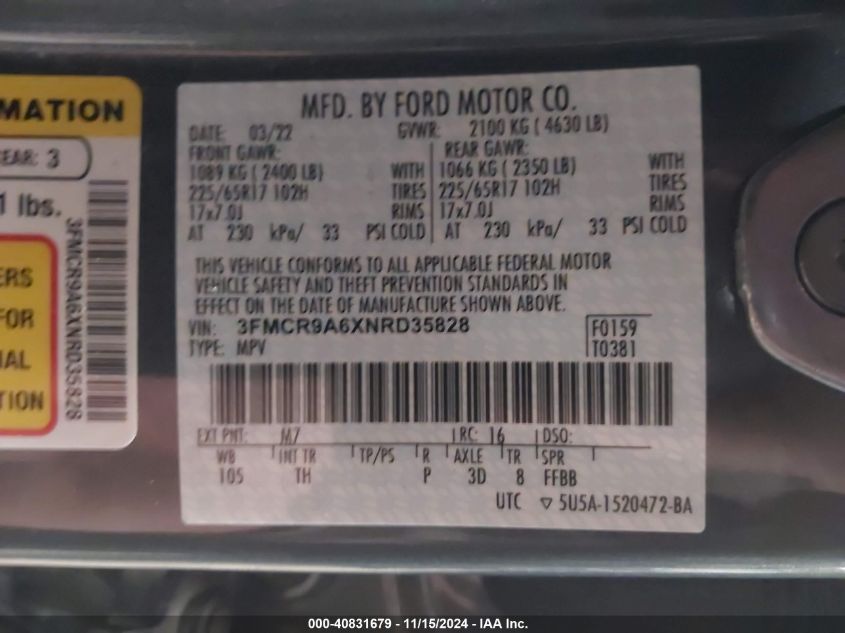 MATION
EAR: 3
1 lbs.
ERS
FOR
IAL
TION
3FMCR9A6XNRD35828
MFD. BY FORD MOTOR CO.
DATE: 03/22 GVWR: 2100 KG ( 4630 LB)
FRONT GAWR: REAR GAWR:
1089 KG ( 2400 LB) WITH 1066 KG ( 2350 LB) WITH
225/65R17 102H TIRES 225/65R17 102H TIRES
17x7.0J RIMS 17x7.0J RIMS
AT 230 kPa/ 33 PSI COLD AT 230 kPa/ 33 PSI COLD
THIS VEHICLE CONFORMS TO ALL APPLICABLE FEDERAL MOTOR
VEHICLE SAFETY AND THEFT PREVENTION STANDARDS IN
EFFECT ON THE DATE OF MANUFACTURE SHOWN ABOVE.
VIN: 3FMCR9A6XNRD35828 F0159
TYPE: MPV T0381
EXT PNT: M7 RC: 16 DSO:
WB INT TR TP/PS R AXLE TR SPR
105 TH P 3D 8 FFBB
UTC ▽ 5U5A-1520472-BA
000-40831679 - 11/15/2024 - IAA Inc.